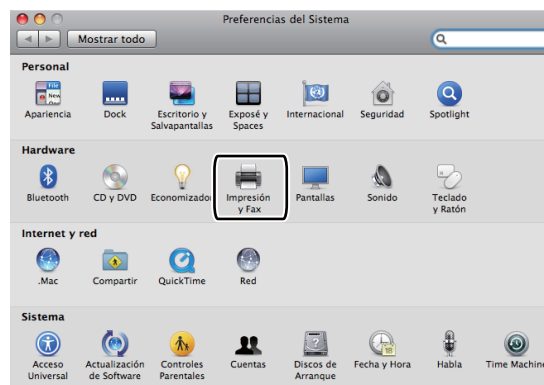 Preferencias del Sistema
Mostrar todo
Personal
Apariencia
Dock
Escritorio y
Salvapantallas
Exposé y
Spaces
Internacional
Seguridad
Spotlight
Hardware
Bluetooth
CD y DVD
Economizador
Impresión
y Fax
Pantallas
Sonido
Teclado
y Ratón
Internet y red
.Mac
Compartir
QuickTime
Red
Sistema
Acceso
Universal
Actualización
de Software
Controles
Parentales
Cuentas
Discos de
Arranque
Fecha y Hora
Habla
Time Machine